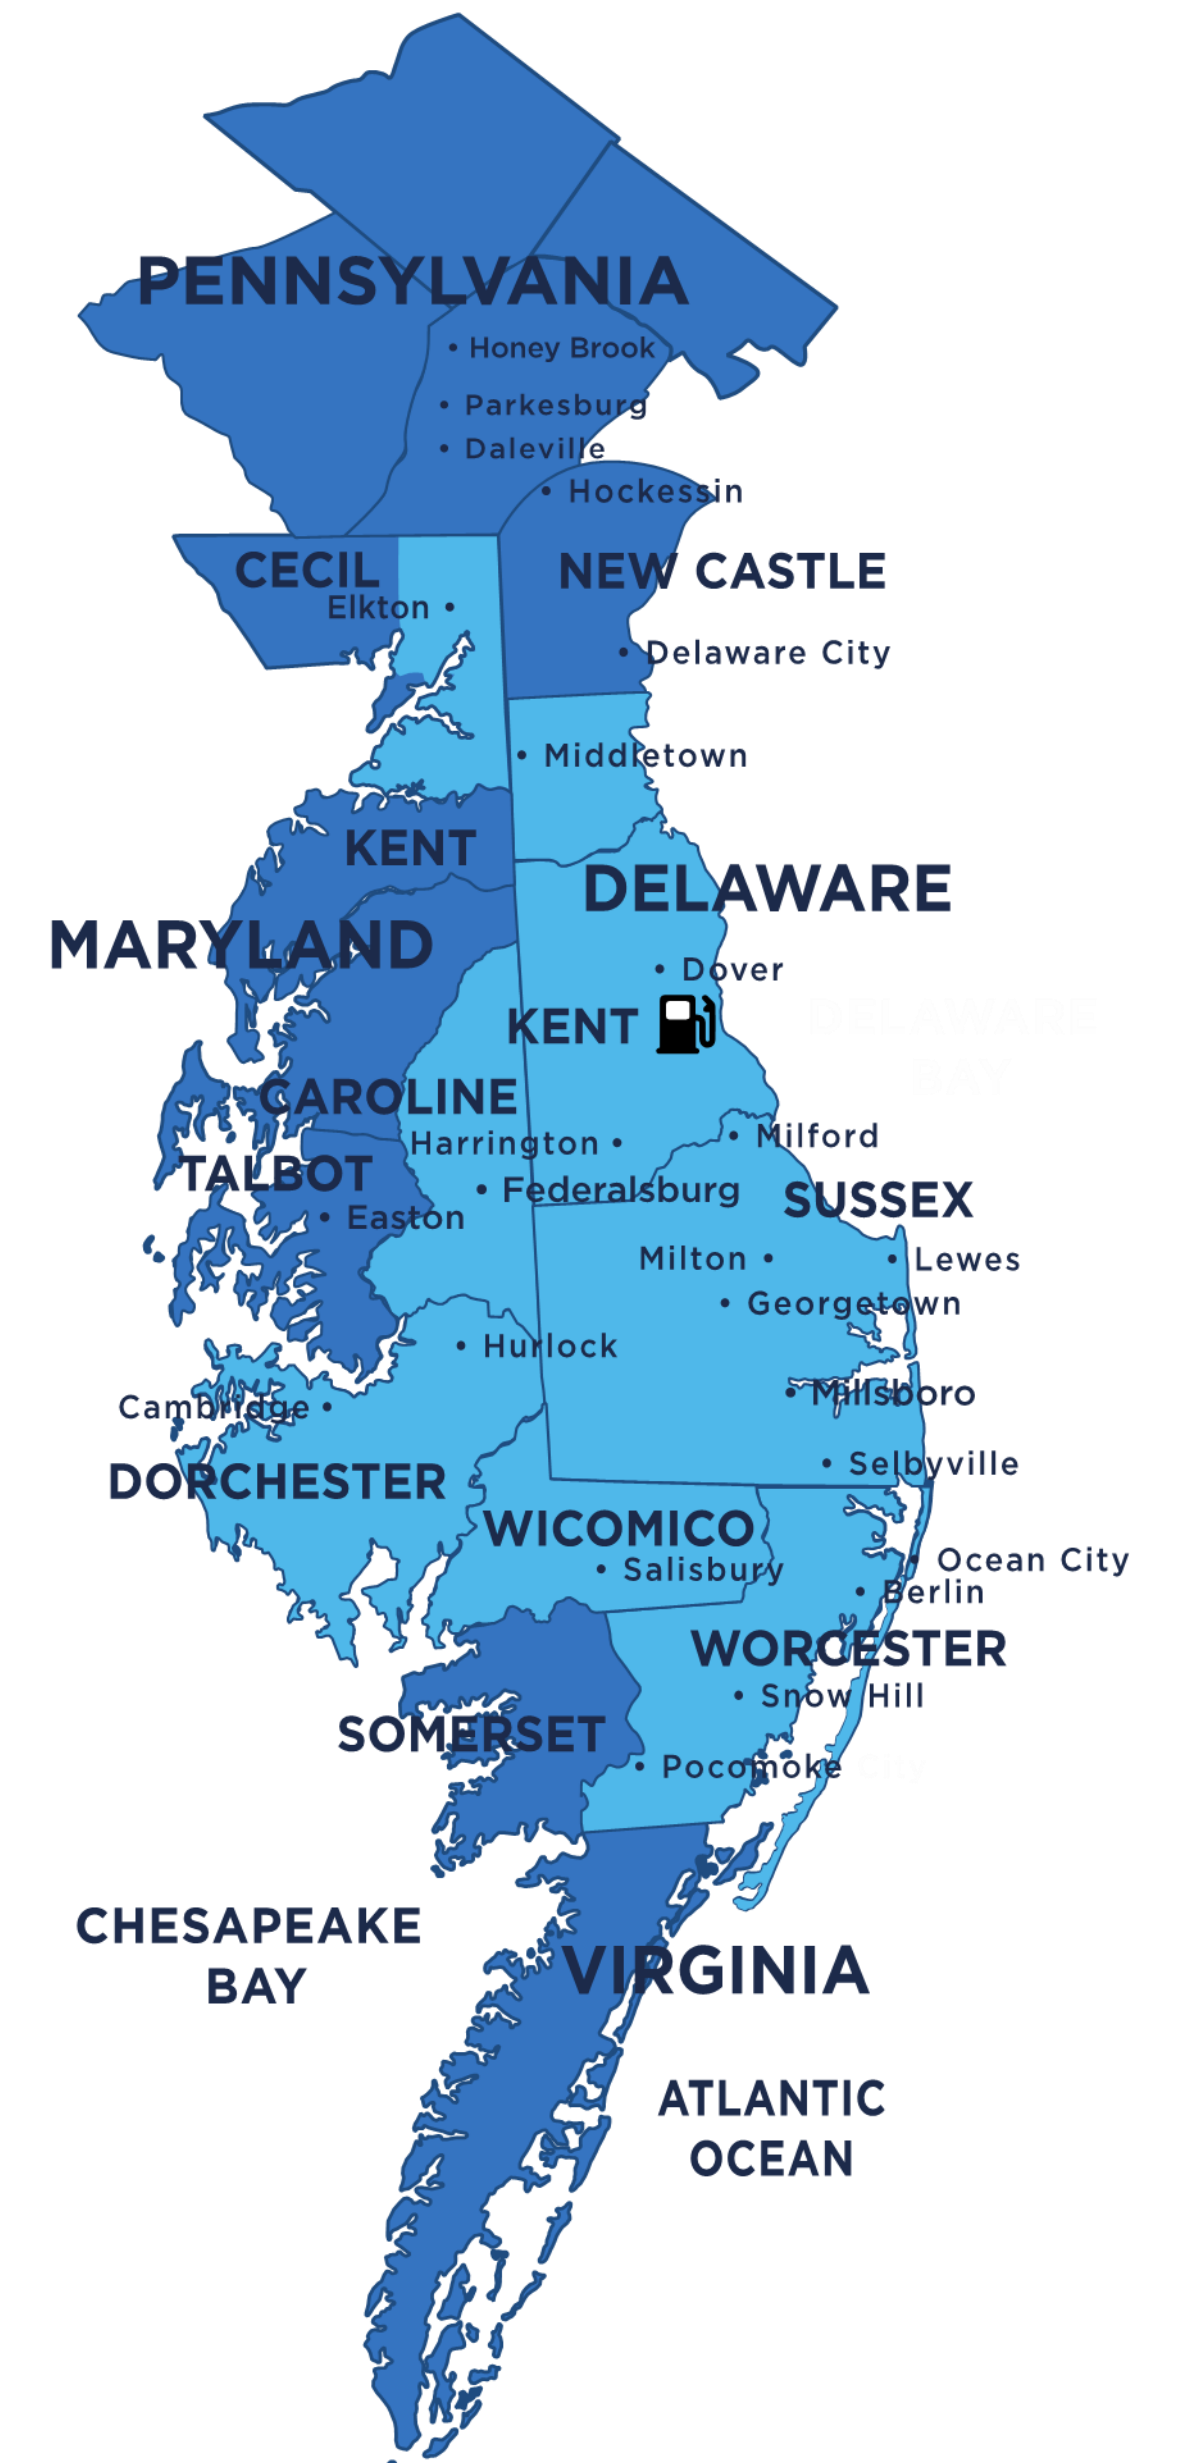 PENNSYLVANIA
• Honey Brook
• Parkesburg
• Daleville
• Hockessin
CECIL
NEW CASTLE
Elkton •
• Delaware City
• Middletown
KENT
DELAWARE
MARYLAND
• Dover
KENT
CAROLINE
Harrington •
• Milford
TALBOT
• Federalsburg
SUSSEX
• Easton
Milton •
• Lewes
• Georgetown
• Hurlock
• Millsboro
Cambridge •
• Selbyville
DORCHESTER
WICOMICO
• Salisbury
• Ocean City
• Berlin
WORCESTER
• Snow Hill
SOMERSET
• Pocomoke City
CHESAPEAKE
BAY
VIRGINIA
ATLANTIC
OCEAN